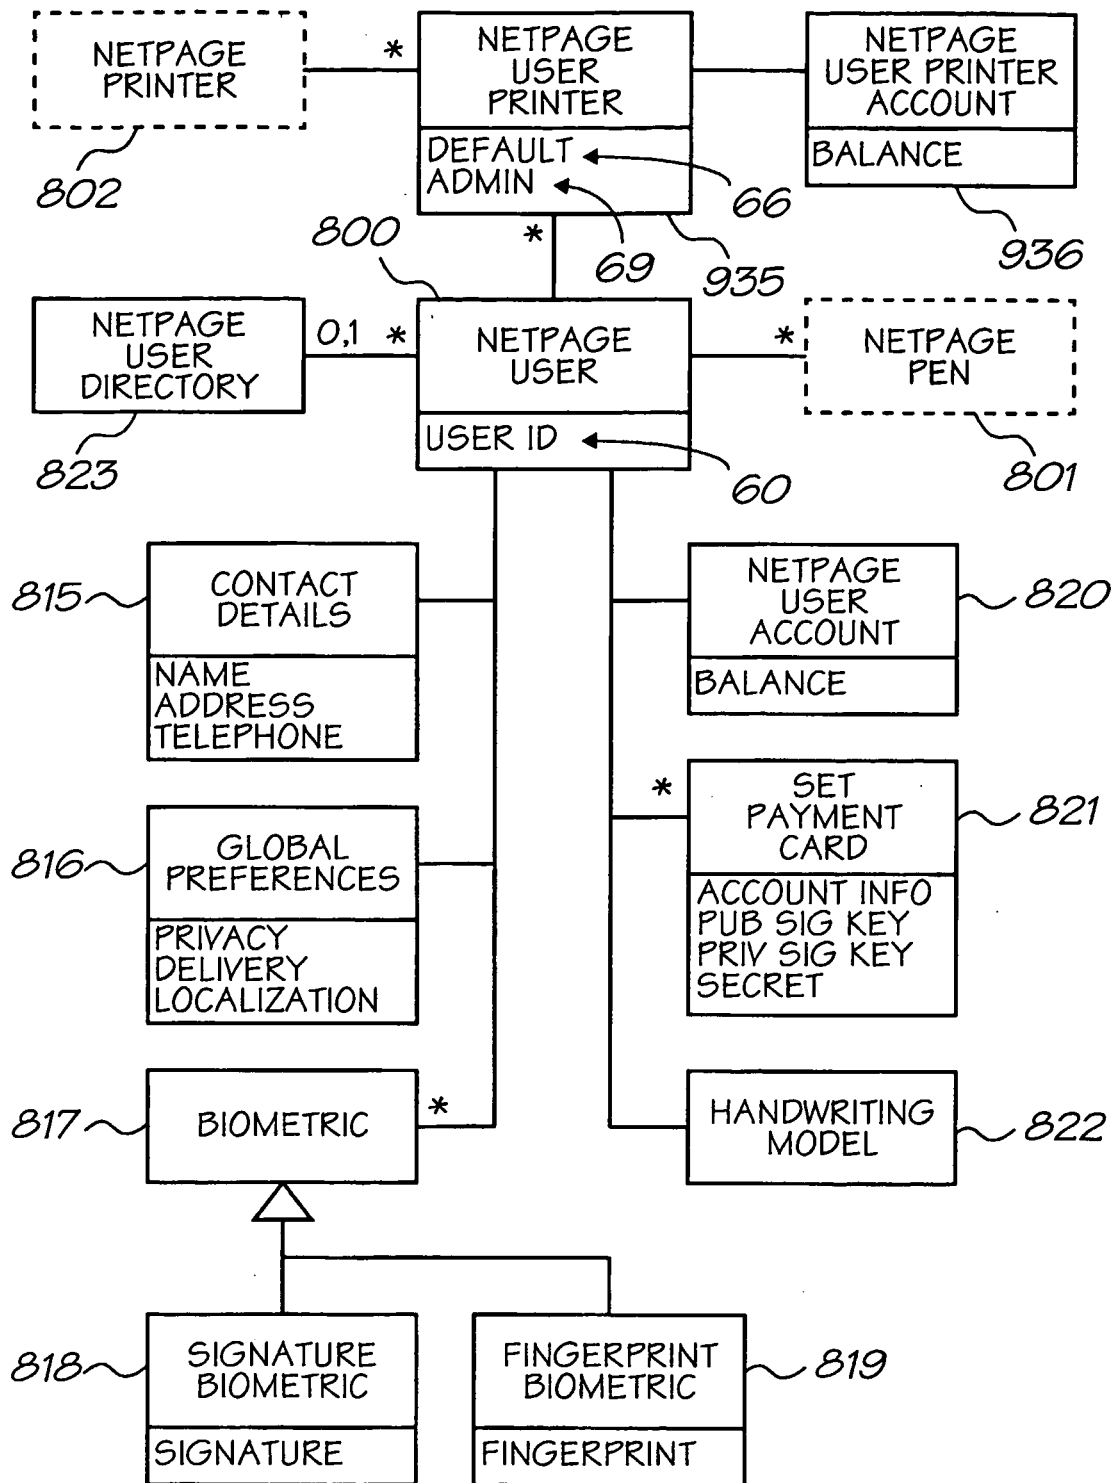 NETPAGE
PRINTER
802
*
NETPAGE
USER
PRINTER
DEFAULT
ADMIN
66
69
935
NETPAGE
USER PRINTER
ACCOUNT
BALANCE
936
*
800
NETPAGE
USER
DIRECTORY
823
0,1
*
NETPAGE
USER
USER ID
60
*
NETPAGE
PEN
801
815
CONTACT
DETAILS
NAME
ADDRESS
TELEPHONE
NETPAGE
USER
ACCOUNT
BALANCE
820
816
GLOBAL
PREFERENCES
PRIVACY
DELIVERY
LOCALIZATION
*
SET
PAYMENT
CARD
ACCOUNT INFO
PUB SIG KEY
PRIV SIG KEY
SECRET
821
817
BIOMETRIC
*
HANDWRITING
MODEL
822
818
SIGNATURE
BIOMETRIC
SIGNATURE
FINGERPRINT
BIOMETRIC
FINGERPRINT
819